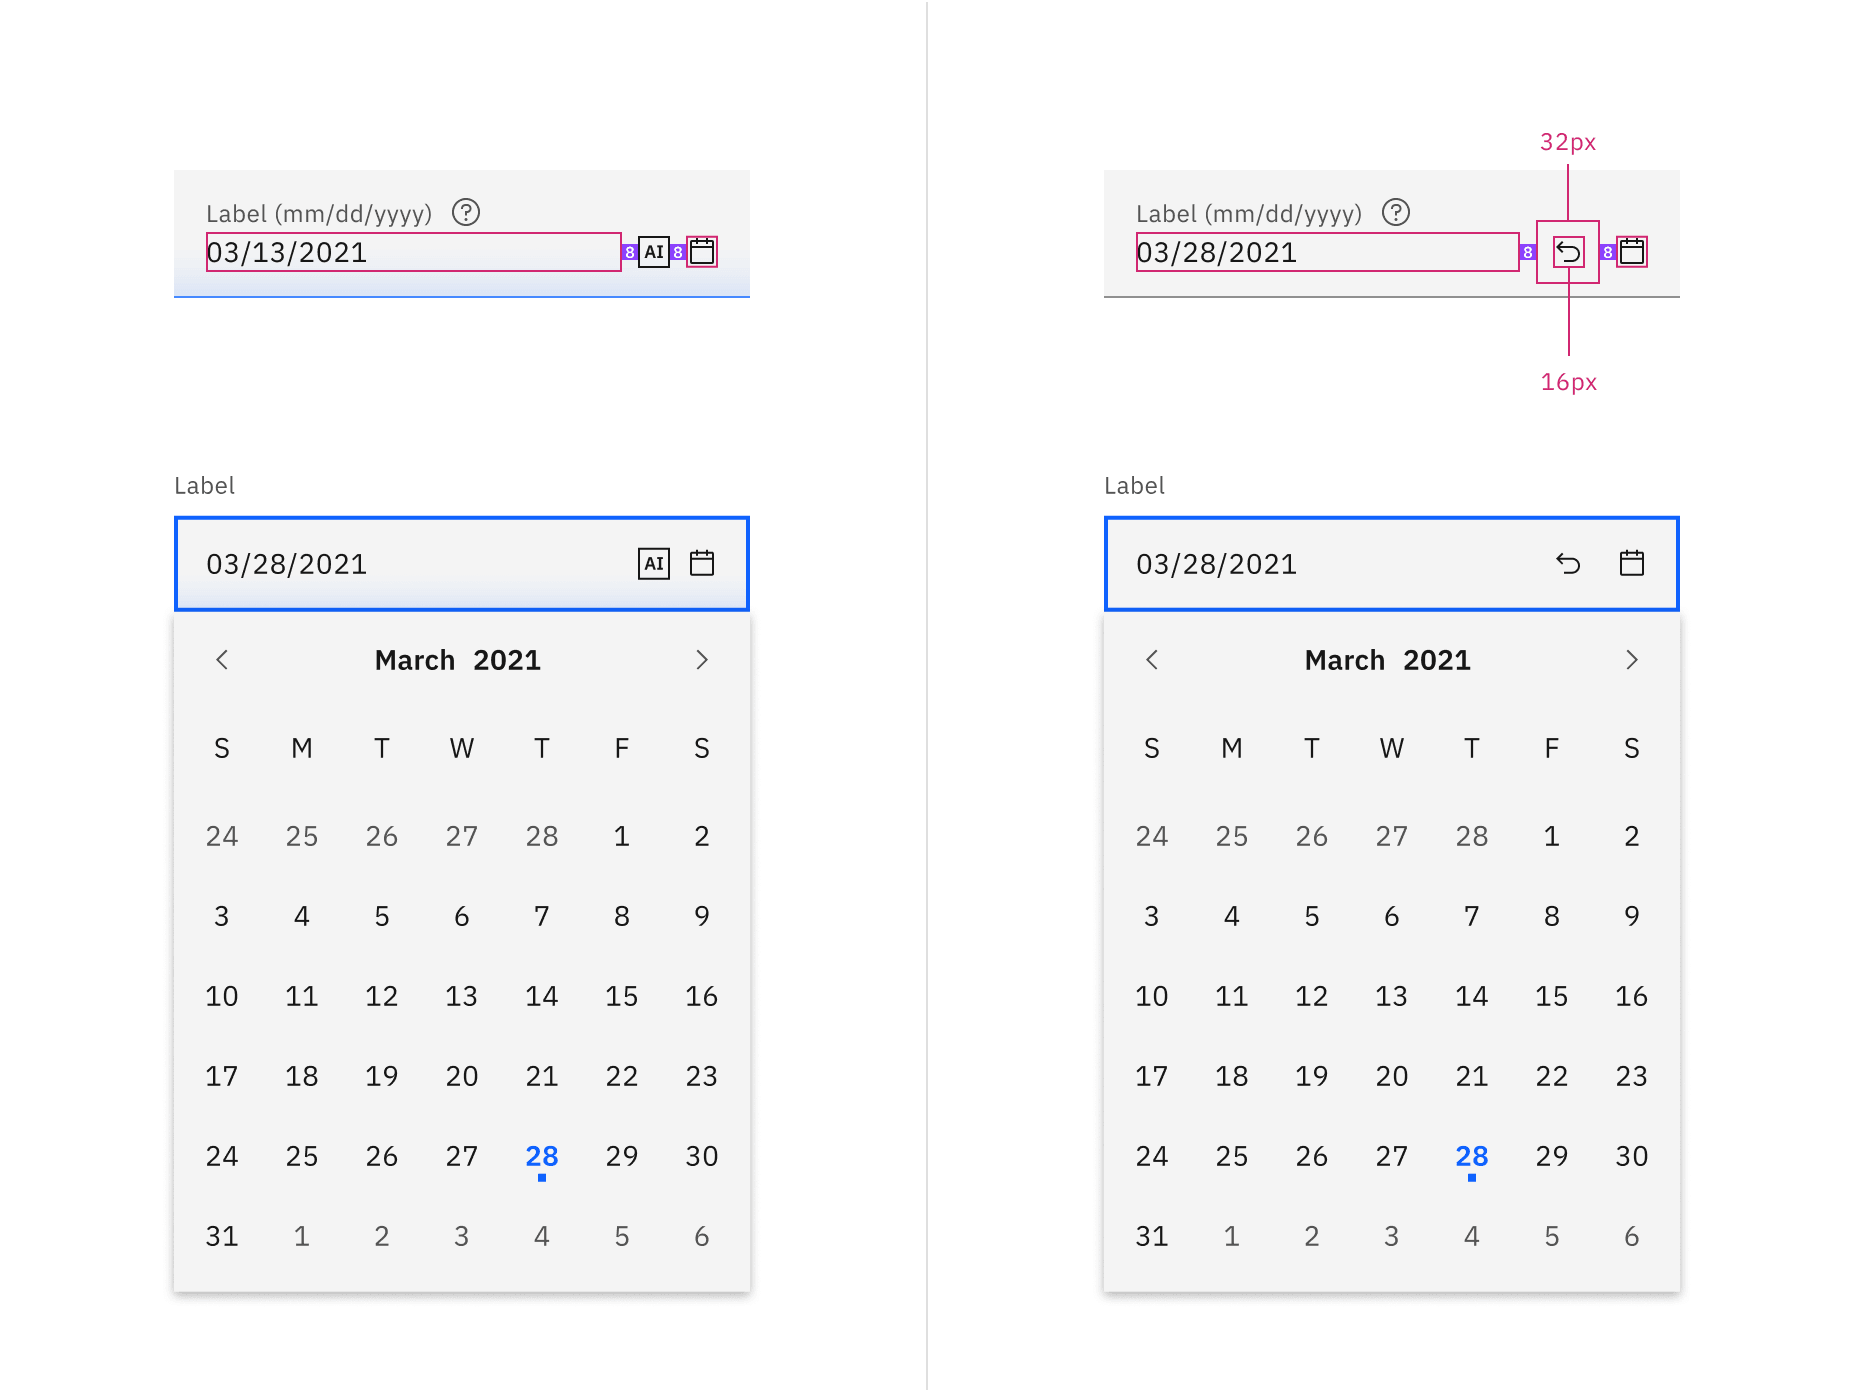 Label (mm/dd/yyyy)
03/13/2021 8 AI 8
Label
03/28/2021 AI
March 2021
S M T W T F S
24 25 26 27 28 1 2
3 4 5 6 7 8 9
10 11 12 13 14 15 16
17 18 19 20 21 22 23
24 25 26 27 28 29 30
31 1 2 3 4 5 6
32px
Label (mm/dd/yyyy)
03/28/2021 8 8
16px
Label
03/28/2021
March 2021
S M T W T F S
24 25 26 27 28 1 2
3 4 5 6 7 8 9
10 11 12 13 14 15 16
17 18 19 20 21 22 23
24 25 26 27 28 29 30
31 1 2 3 4 5 6